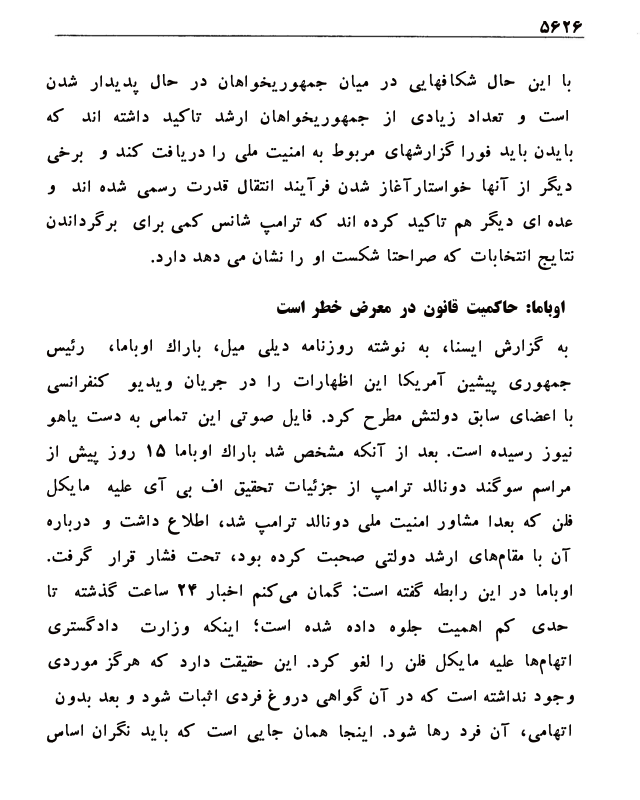 ۵۶۲۶
با این حال شکافهایی در میان جمهوریخواهان در حال پدیدار شدن
است و تعداد زیادی از جمهوریخواهان ارشد تاکید داشته اند که
بایدن باید فورا گزارشهای مربوط به امنیت ملی را دریافت کند و برخی
دیگر از آنها خواستارآغاز شدن فرآیند انتقال قدرت رسمی شده اند و
عده ای دیگر هم تاکید کرده اند که ترامپ شانس کمی برای برگرداندن
نتایج انتخابات که صراحتا شکست او را نشان می دهد دارد.
اوباما: حاکمیت قانون در معرض خطر است
به گزارش ایسنا، به نوشته روزنامه دیلی میل، باراك اوباما، رئیس
جمهوری پیشین آمریکا این اظهارات را در جریان ویدیو کنفرانسی
با اعضای سابق دولتش مطرح کرد. فایل صوتی این تماس به دست یاهو
نیوز رسیده است. بعد از آنکه مشخص شد باراك اوباما ۱۵ روز پیش از
مراسم سوگند دونالد ترامپ از جزئیات تحقیق اف بی آی علیه مایکل
فلن که بعدا مشاور امنیت ملی دونالد ترامپ شد، اطلاع داشت و درباره
آن با مقام‌های ارشد دولتی صحبت کرده بود، تحت فشار قرار گرفت.
اوباما در این رابطه گفته است: گمان می‌کنم اخبار ۲۴ ساعت گذشته تا
حدی کم اهمیت جلوه داده شده است؛ اینکه وزارت دادگستری
اتهام‌ها علیه مایکل فلن را لغو کرد. این حقیقت دارد که هرگز موردی
وجود نداشته است که در آن گواهی دروغ فردی اثبات شود و بعد بدون
اتهامی، آن فرد رها شود. اینجا همان جایی است که باید نگران اساس